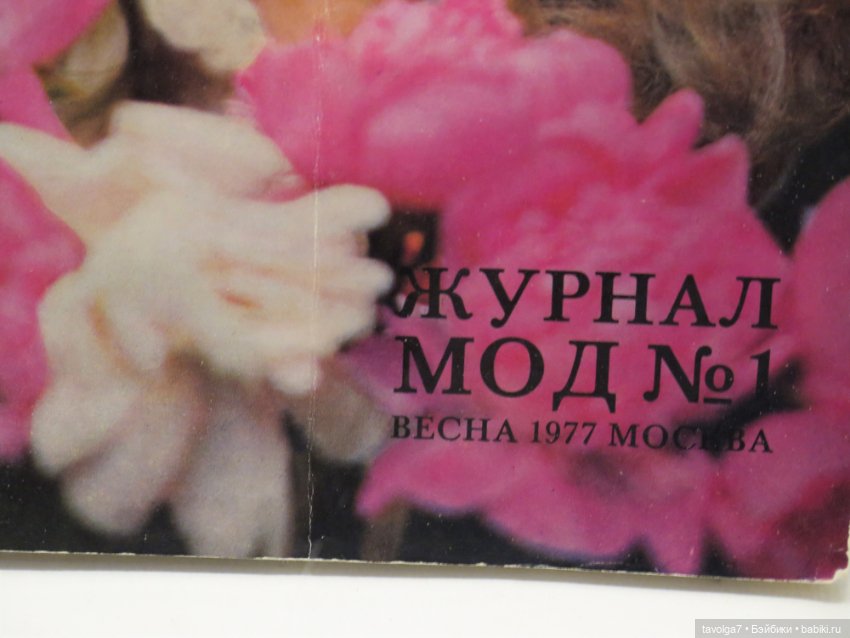 ЖУРНАЛ
МОД №1
ВЕСНА 1977 МОСКВА
tavolga7 • Бэйбики • babiki.ru